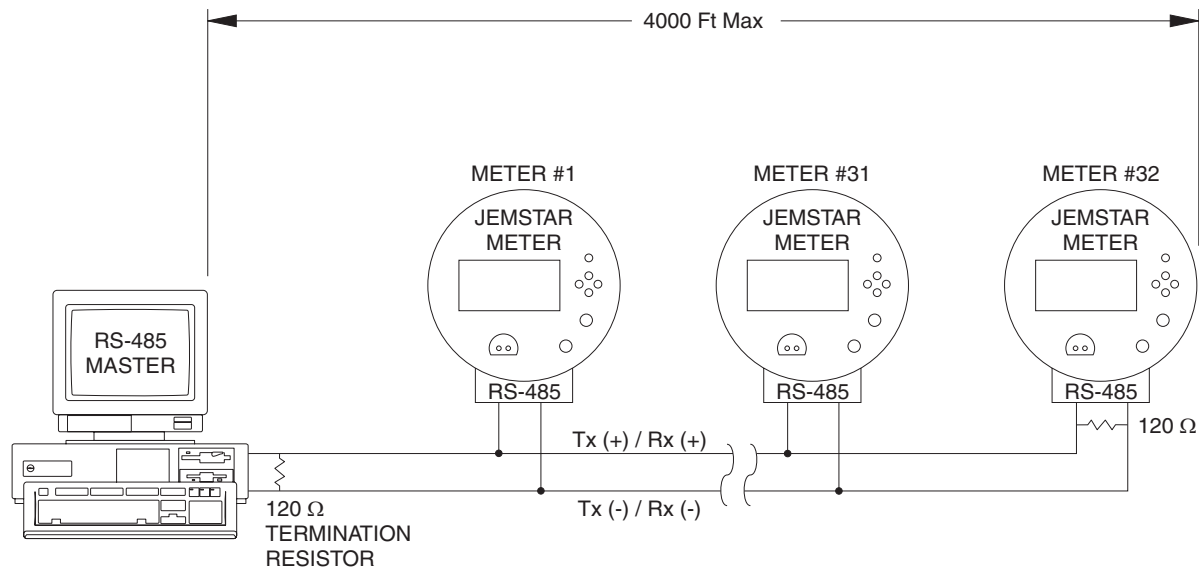 4000 Ft Max
METER #1
METER #31
METER #32
JEMSTAR
METER
JEMSTAR
METER
JEMSTAR
METER
RS-485
MASTER
RS-485
RS-485
RS-485
120 Ω
Tx (+) / Rx (+)
Tx (-) / Rx (-)
120 Ω
TERMINATION
RESISTOR